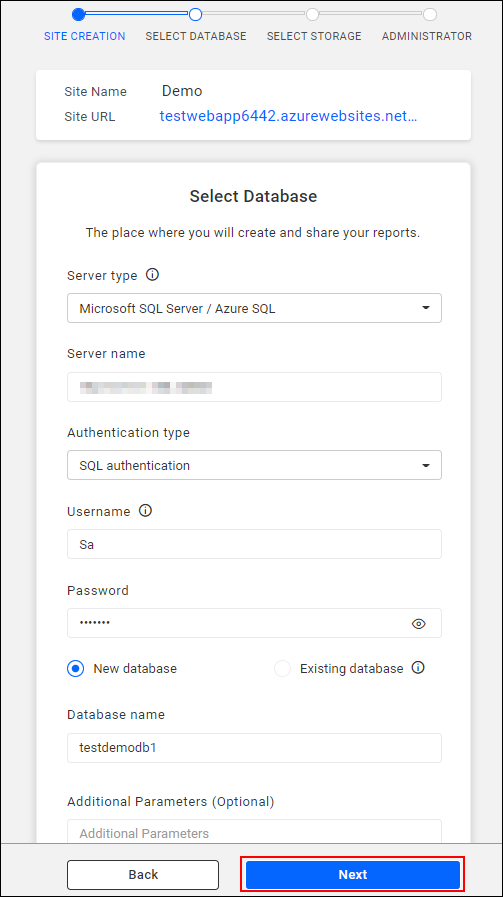 SITE CREATION SELECT DATABASE SELECT STORAGE ADMINISTRATOR
Site Name Demo
Site URL testwebapp6442.azurewebsites.net...
Select Database
The place where you will create and share your reports.
Server type
Microsoft SQL Server / Azure SQL
Server name
Authentication type
SQL authentication
Username
Sa
Password
•••••••
New database Existing database
Database name
testdemodb1
Additional Parameters (Optional)
Additional Parameters
Back Next